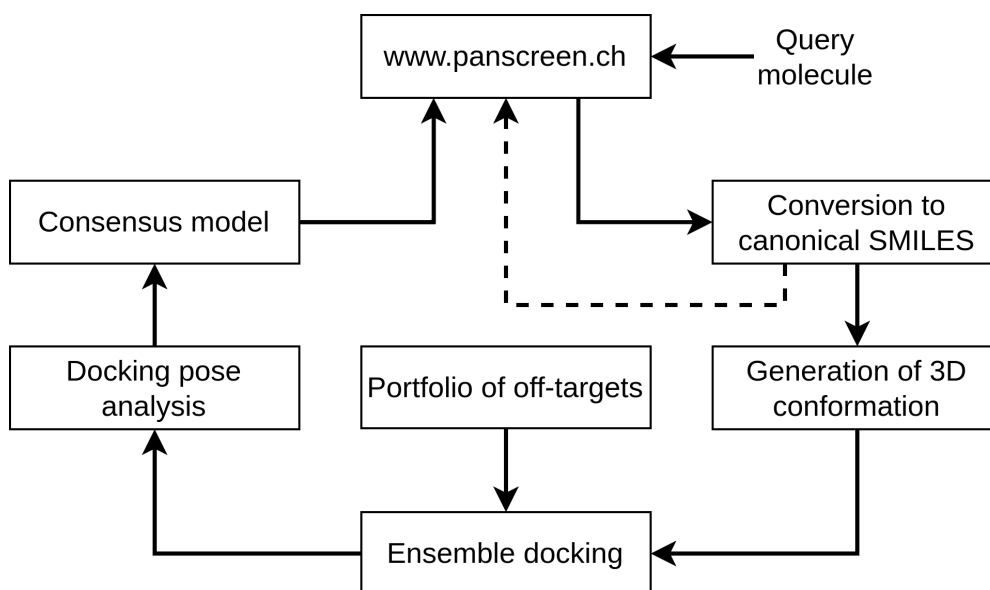 www.panscreen.ch
Query
molecule
Consensus model
Conversion to
canonical SMILES
Docking pose
analysis
Portfolio of off-targets
Generation of 3D
conformation
Ensemble docking